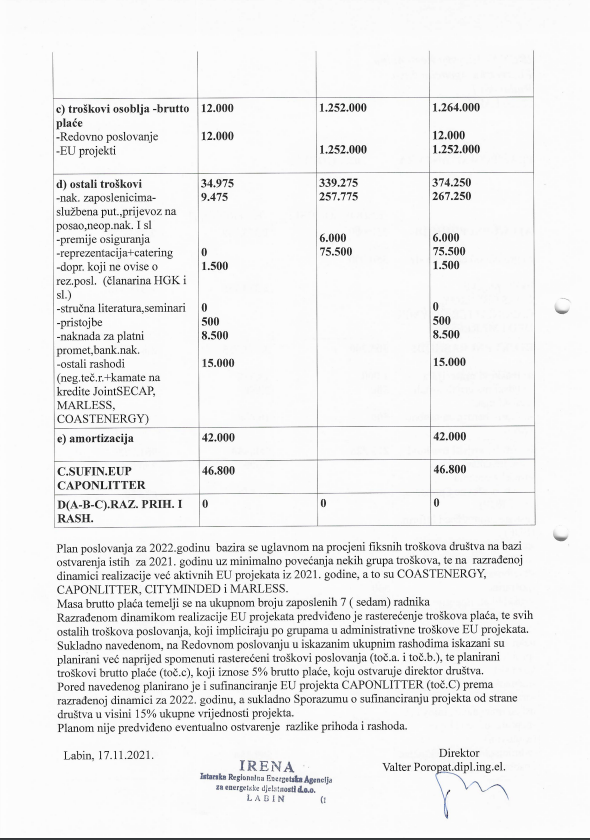 c) troškovi osoblja -brutto 12.000 1.252.000 1.264.000
plaće
-Redovno poslovanje 12.000 12.000
-EU projekti 1.252.000 1.252.000
d) ostali troškovi 34.975 339.275 374.250
-nak. zaposlenicima- 9.475 257.775 267.250
službena put.,prijevoz na
posao,neop.nak. I sl
-premije osiguranja 6.000 6.000
-reprezentacija+catering 0 75.500 75.500
-dopr. koji ne ovise o 1.500 1.500
rez.posl. (članarina HGK i
sl.)
-stručna literatura,seminari 0 0
-pristojbe 500 500
-naknada za platni 8.500 8.500
promet,bank.nak.
-ostali rashodi 15.000 15.000
(neg.teč.r.+kamate na
kredite JointSECAP,
MARLESS,
COASTENERGY)
e) amortizacija 42.000 42.000
C.SUFIN.EUP 46.800 46.800
CAPONLITTER
D(A-B-C).RAZ. PRIH. I 0 0 0
RASH.
Plan poslovanja za 2022.godinu bazira se uglavnom na procjeni fiksnih troškova društva na bazi
ostvarenja istih za 2021. godinu uz minimalno povećanja nekih grupa troškova, te na razrađenoj
dinamici realizacije već aktivnih EU projekata iz 2021. godine, a to su COASTENERGY,
CAPONLITTER, CITYMINDED i MARLESS.
Masa brutto plaća temelji se na ukupnom broju zaposlenih 7 ( sedam) radnika
Razrađenom dinamikom realizacije EU projekata predviđeno je rasterećenje troškova plaća, te svih
ostalih troškova poslovanja, koji impliciraju po grupama u administrative troškove EU projekata.
Sukladno navedenom, na Redovnom poslovanju u iskazanim ukupnim rashodima iskazani su
planirani već naprijed spomenuti rasterećeni troškovi poslovanja (toč.a. i toč.b.), te planirani
troškovi brutto plaće (toč.c), koji iznose 5% brutto plaće, koju ostvaruje direktor društva.
Pored navedenog planirano je i sufinanciranje EU projekta CAPONLITTER (toč.C) prema
razrađenoj dinamici za 2022. godinu, a sukladno Sporazumu o sufinanciranju projekta od strane
društva u visini 15% ukupne vrijednosti projekta.
Planom nije predviđeno eventualno ostvarenje razlike prihoda i rashoda.
Labin, 17.11.2021. Direktor
Valter Poropat.dipl.ing.el.
IRENA
Istarska Regionalna Energetska Agencija
za energetske djelatnosti d.o.o.
LABIN